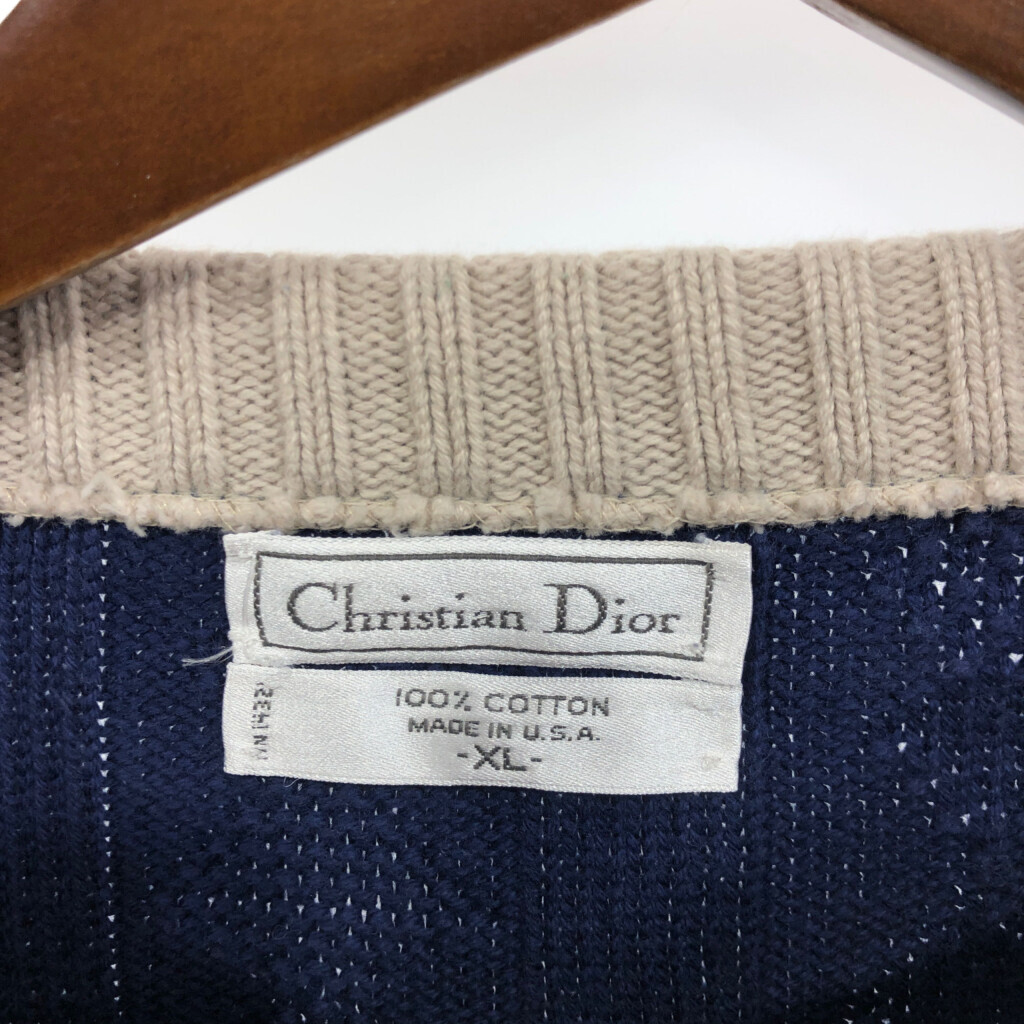 Christian Dior
100% COTTON
MADE IN U.S.A.
-XL-